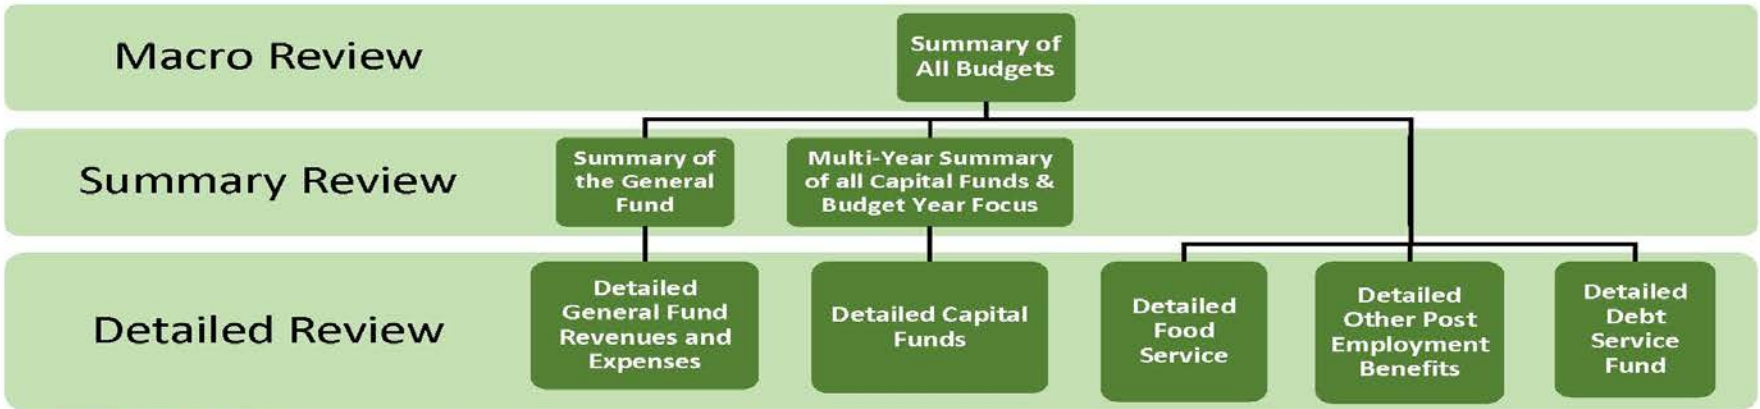 Macro Review
Summary of
All Budgets
Summary Review
Summary of
the General
Fund
Multi-Year Summary
of all Capital Funds &
Budget Year Focus
Detailed Review
Detailed
General Fund
Revenues and
Expenses
Detailed Capital
Funds
Detailed
Food
Service
Detailed
Other Post
Employment
Benefits
Detailed
Debt
Service
Fund